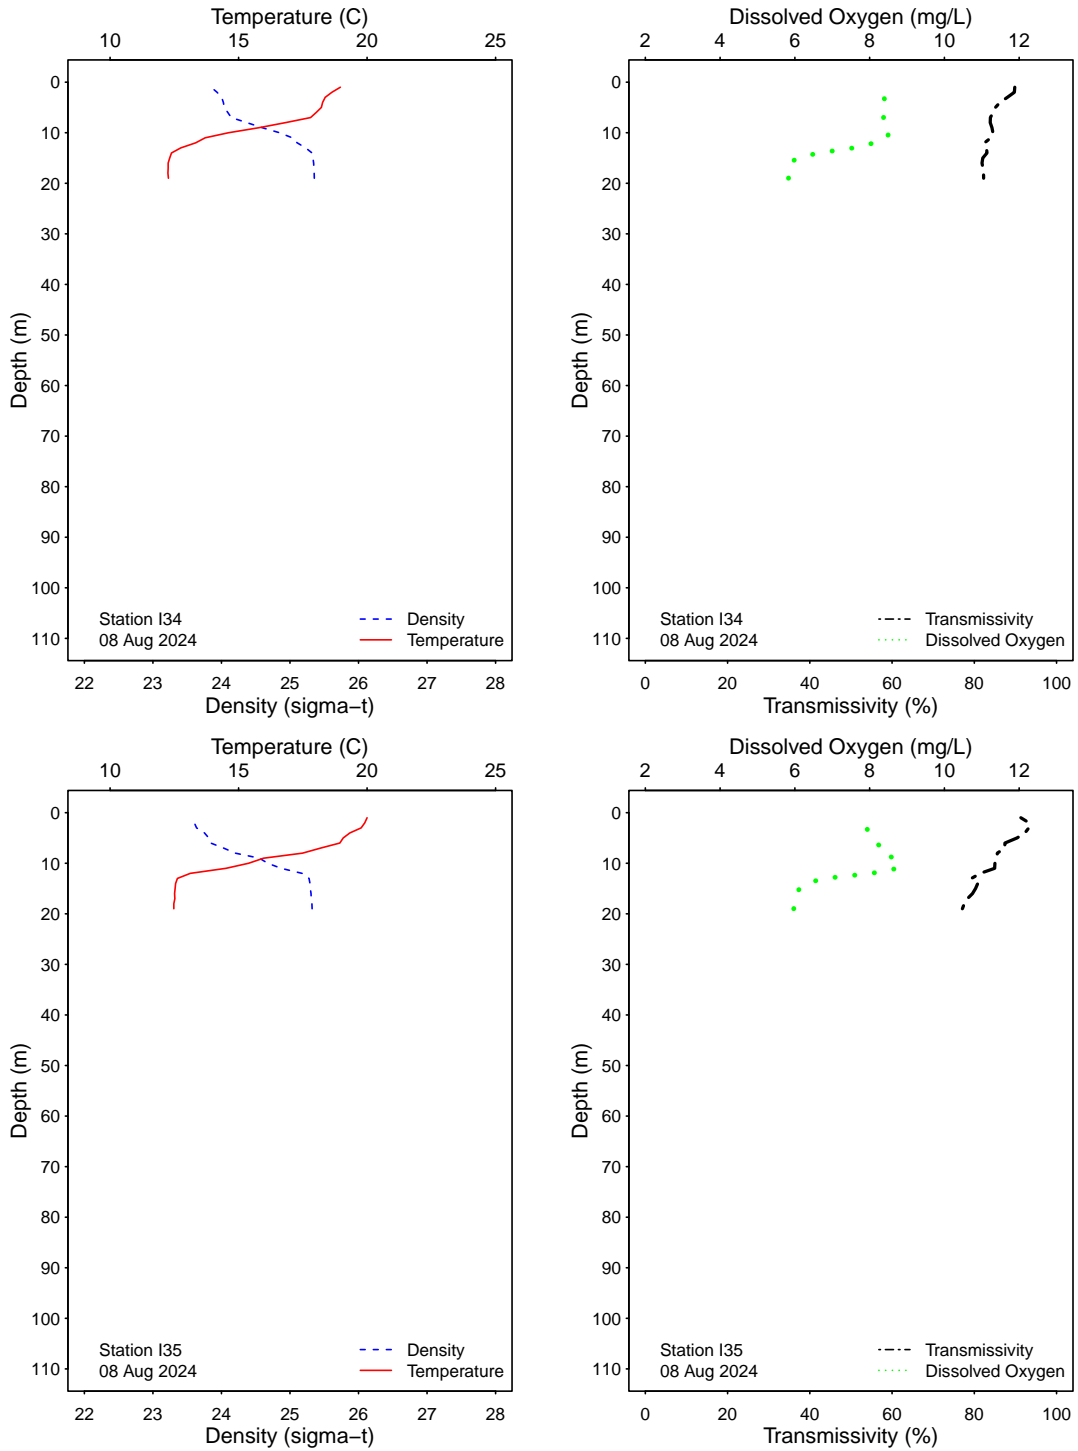 Temperature (C)
10 15 20 25
0
10
20
30
40
50
60
70
80
90
100
110
Depth (m)
Station I34
08 Aug 2024
Density
Temperature
22 23 24 25 26 27 28
Density (sigma−t)
Dissolved Oxygen (mg/L)
2 4 6 8 10 12
0
10
20
30
40
50
60
70
80
90
100
110
Depth (m)
Station I34
08 Aug 2024
Transmissivity
Dissolved Oxygen
0 20 40 60 80 100
Transmissivity (%)
Temperature (C)
10 15 20 25
0
10
20
30
40
50
60
70
80
90
100
110
Depth (m)
Station I35
08 Aug 2024
Density
Temperature
22 23 24 25 26 27 28
Density (sigma−t)
Dissolved Oxygen (mg/L)
2 4 6 8 10 12
0
10
20
30
40
50
60
70
80
90
100
110
Depth (m)
Station I35
08 Aug 2024
Transmissivity
Dissolved Oxygen
0 20 40 60 80 100
Transmissivity (%)